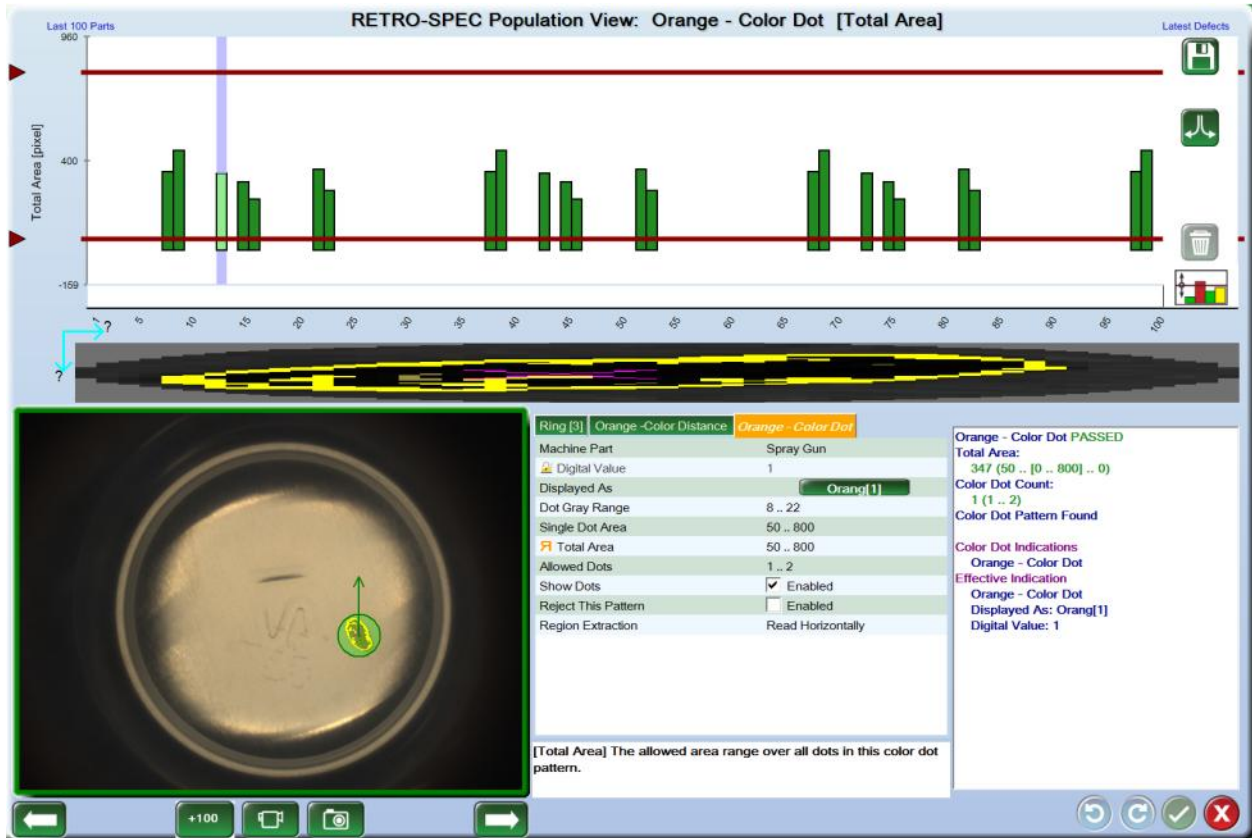 RETRO-SPEC Population View: Orange - Color Dot [Total Area]
Last 100 Parts
Latest Defects
960
400
-159
Total Area [pixel]
1 5 10 15 20 25 30 35 40 45 50 55 60 65 70 75 80 85 90 95 100
?
?
Ring [3] Orange -Color Distance Orange - Color Dot
Machine Part Spray Gun
Digital Value 1
Displayed As Orang[1]
Dot Gray Range 8 .. 22
Single Dot Area 50 .. 800
Я Total Area 50 .. 800
Allowed Dots 1 .. 2
Show Dots Enabled
Reject This Pattern Enabled
Region Extraction Read Horizontally
[Total Area] The allowed area range over all dots in this color dot
pattern.
Orange - Color Dot PASSED
Total Area:
347 (50 .. [0 .. 800] .. 0)
Color Dot Count:
1 (1 .. 2)
Color Dot Pattern Found
Color Dot Indications
Orange - Color Dot
Effective Indication
Orange - Color Dot
Displayed As: Orang[1]
Digital Value: 1
+100
X